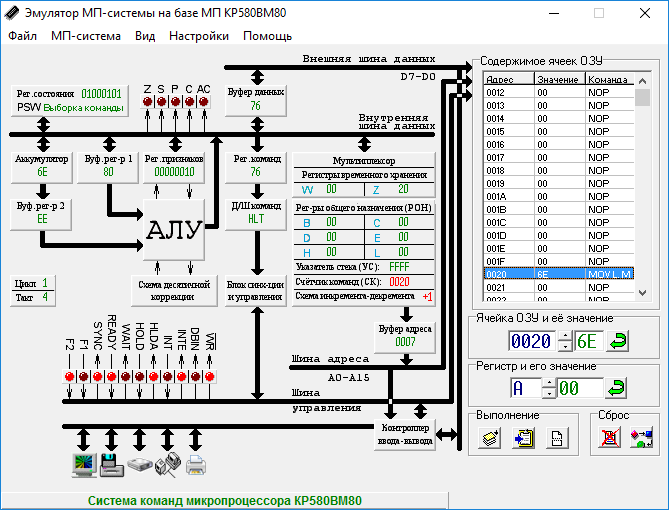 Эмулятор МП-системы на базе МП КР580ВМ80
Файл МП-система Вид Настройки Помощь
Внешняя шина данных
D7-D0
Рег.состояния 01000101
PSW Выборка команды
Z S P C AC
Буфер данных
76
Внутренняя
шина данных
Аккумулятор
6E
Буф.рег-р 1
80
Рег.признаков
00000010
Рег.команд
76
Буф.рег-р 2
EE
АЛУ
Д/Ш команд
HLT
Мультиплексор
Регистры временного хранения
W 00 Z 20
Рег-ры общего назначения (РОН)
B 00 C 00
D 00 E 00
H 00 L 00
Указатель стека (УС): FFFF
Счётчик команд (СК): 0020
Схема инкремента-декремента +1
Цикл 1
Такт 4
Схема десятичной
коррекции
Блок синх-ции
и управления
Буфер адреса
0007
F2 F1 SYNC READY WAIT HOLD HLDA INT INTE DBIN WR
Шина адреса
A0-A15
Шина
управления
Контроллер
ввода-вывода
Система команд микропроцессора КР580ВМ80
Содержимое ячеек ОЗУ
Адрес Значение Команда
0012 00 NOP
0013 00 NOP
0014 00 NOP
0015 00 NOP
0016 00 NOP
0017 00 NOP
0018 00 NOP
0019 00 NOP
001A 00 NOP
001B 00 NOP
001C 00 NOP
001D 00 NOP
001E 00 NOP
001F 00 NOP
0020 6E MOV L, M
0021 00 NOP
0022 00 NOP
Ячейка ОЗУ и её значение
0020 6E
Регистр и его значение
A 00
Выполнение
Сброс